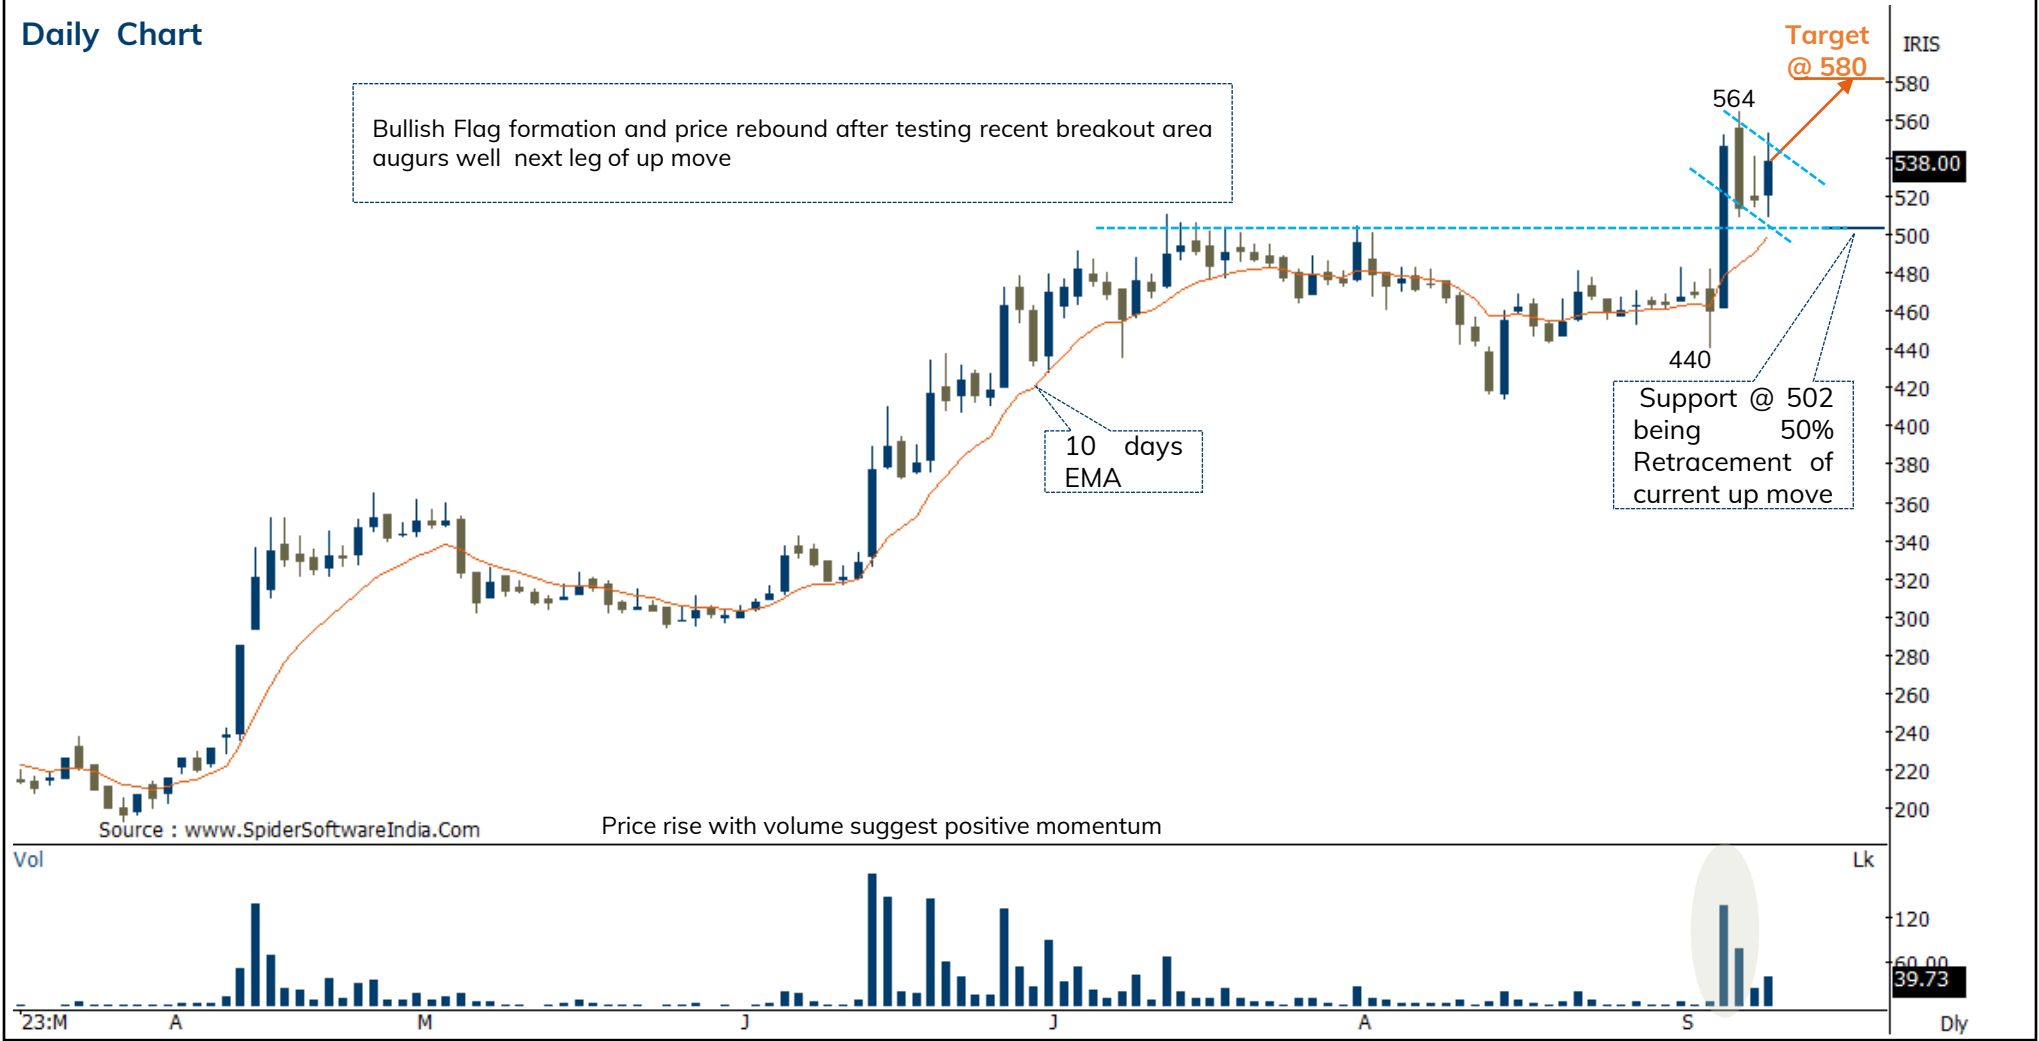 Daily Chart
Target
@ 580
IRIS
580
564
Bullish Flag formation and price rebound after testing recent breakout area
augurs well next leg of up move
560
538.00
520
500
480
460
440
440
420
Support @ 502
being 50%
Retracement of
current up move
400
10 days
EMA
380
360
340
320
300
280
260
240
220
200
Source : www.SpiderSoftwareIndia.Com
Price rise with volume suggest positive momentum
Vol
Lk
120
60.00
39.73
'23:M A M J J A S
Dly